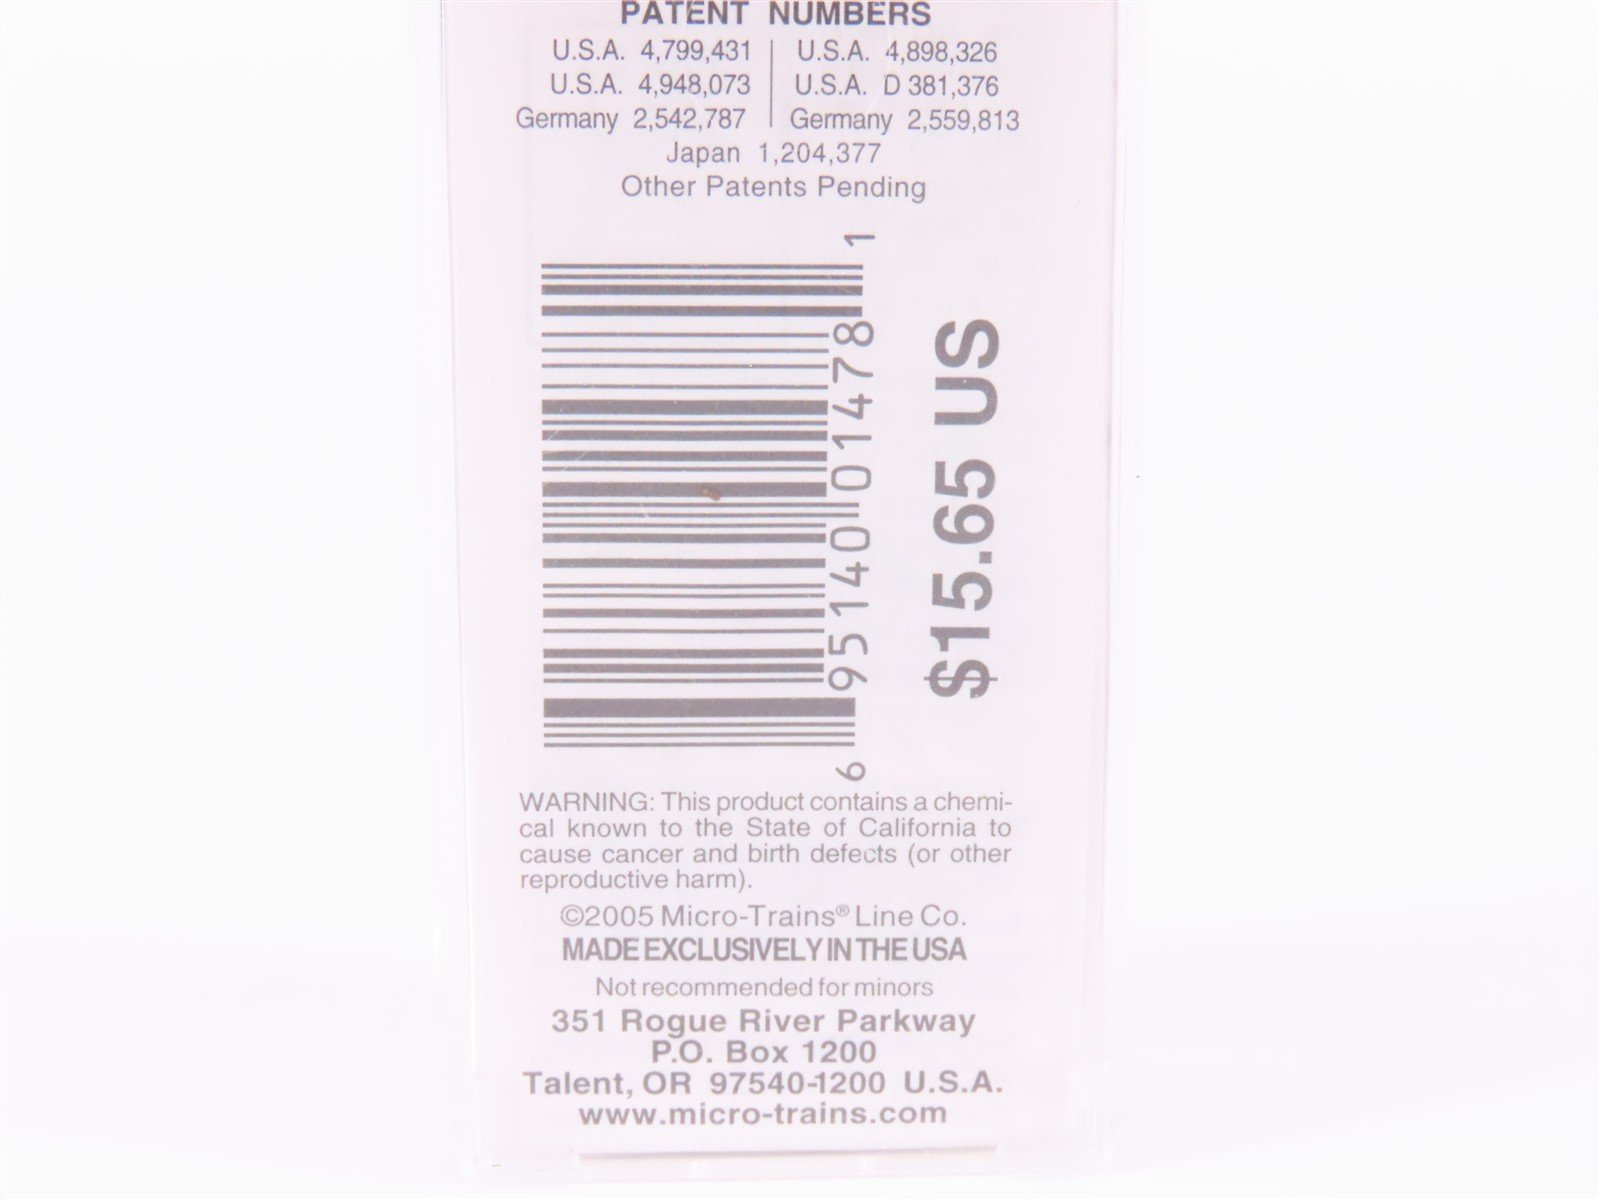 PATENT NUMBERS
U.S.A. 4,799,431 | U.S.A. 4,898,326
U.S.A. 4,948,073 | U.S.A. D 381,376
Germany 2,542,787 | Germany 2,559,813
Japan 1,204,377
Other Patents Pending
6 95140 01478 1
$15.65 US
WARNING: This product contains a chemi-
cal known to the State of California to
cause cancer and birth defects (or other
reproductive harm).
©2005 Micro-Trains® Line Co.
MADE EXCLUSIVELY IN THE USA
Not recommended for minors
351 Rogue River Parkway
P.O. Box 1200
Talent, OR 97540-1200 U.S.A.
www.micro-trains.com